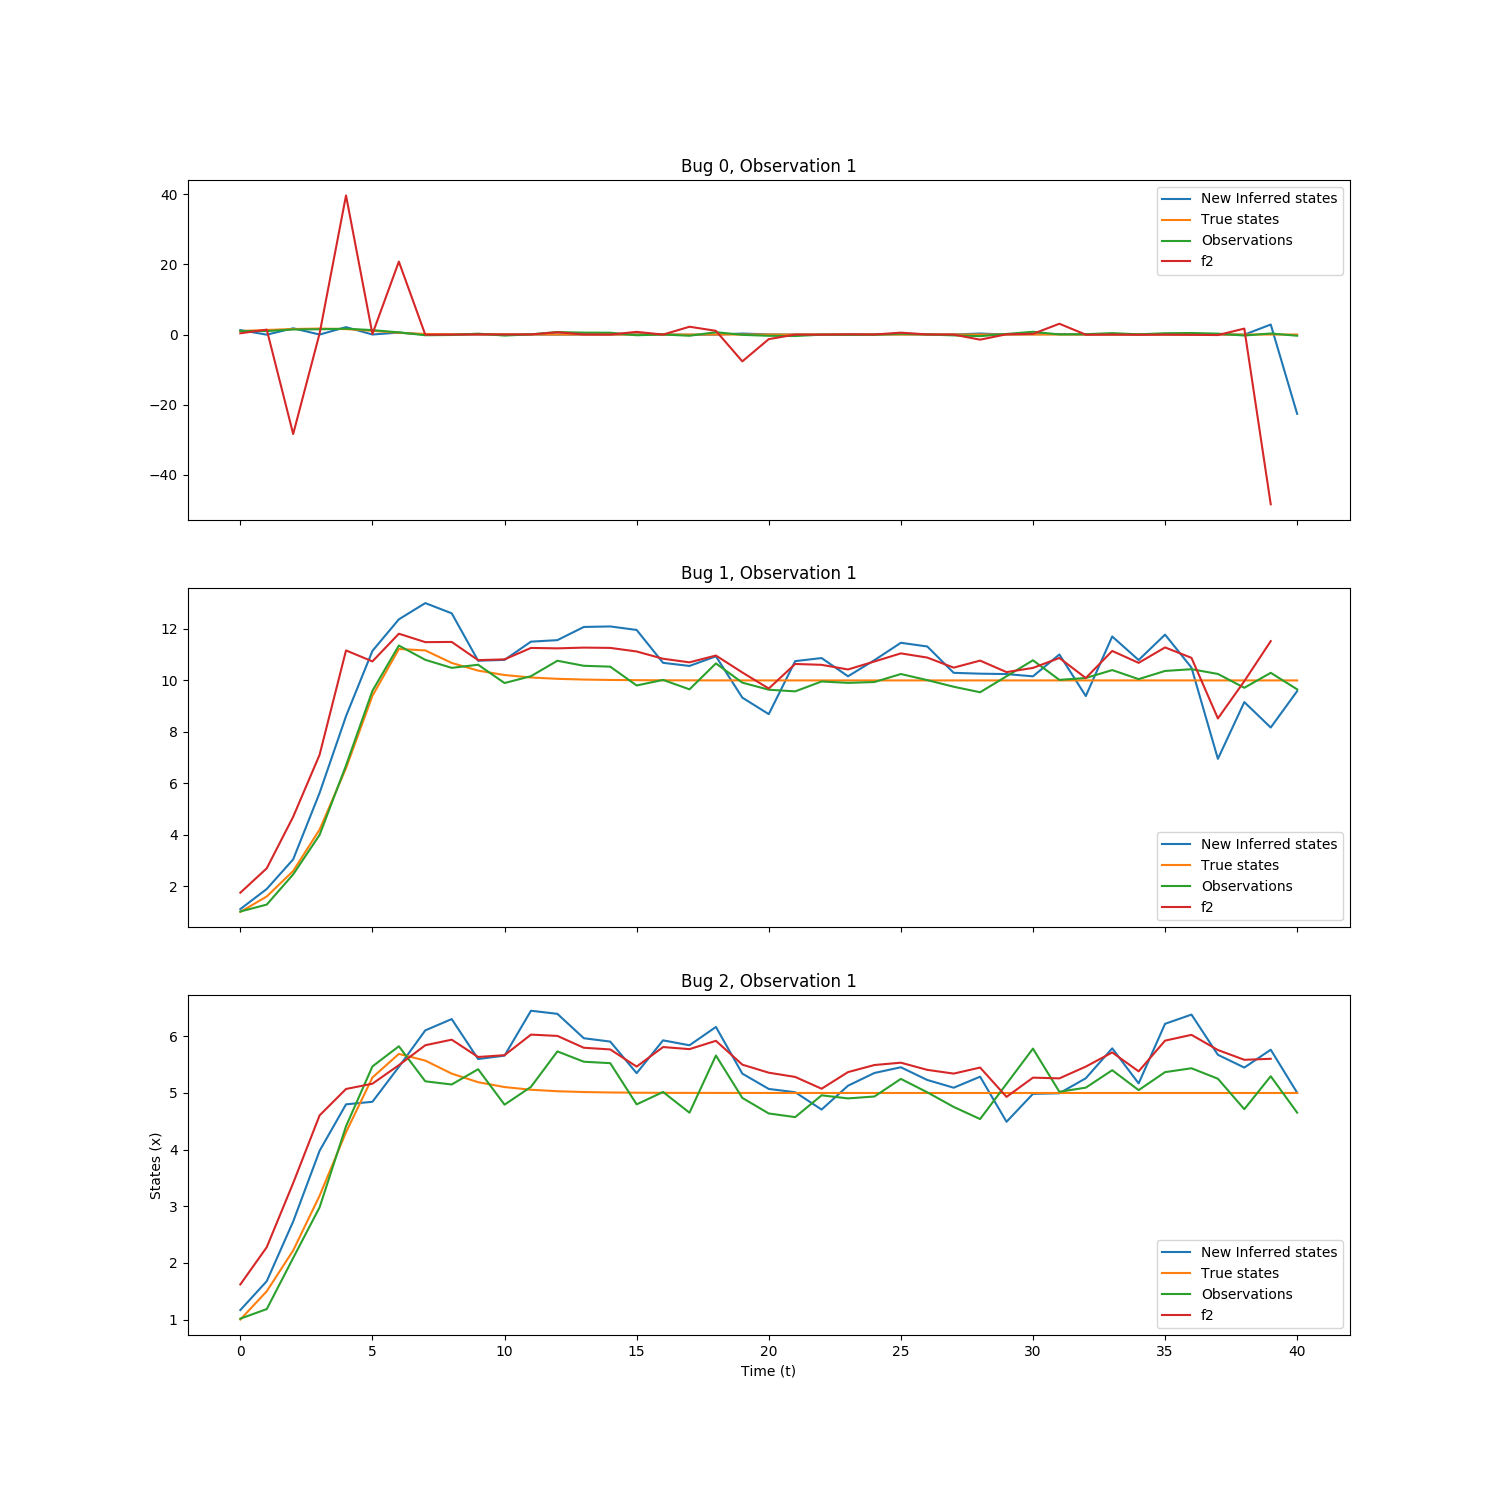 Bug 0, Observation 1
40
20
0
−20
−40
New Inferred states
True states
Observations
f2
Bug 1, Observation 1
12
10
8
6
4
2
New Inferred states
True states
Observations
f2
Bug 2, Observation 1
6
5
4
3
2
1
States (x)
New Inferred states
True states
Observations
f2
0 5 10 15 20 25 30 35 40
Time (t)